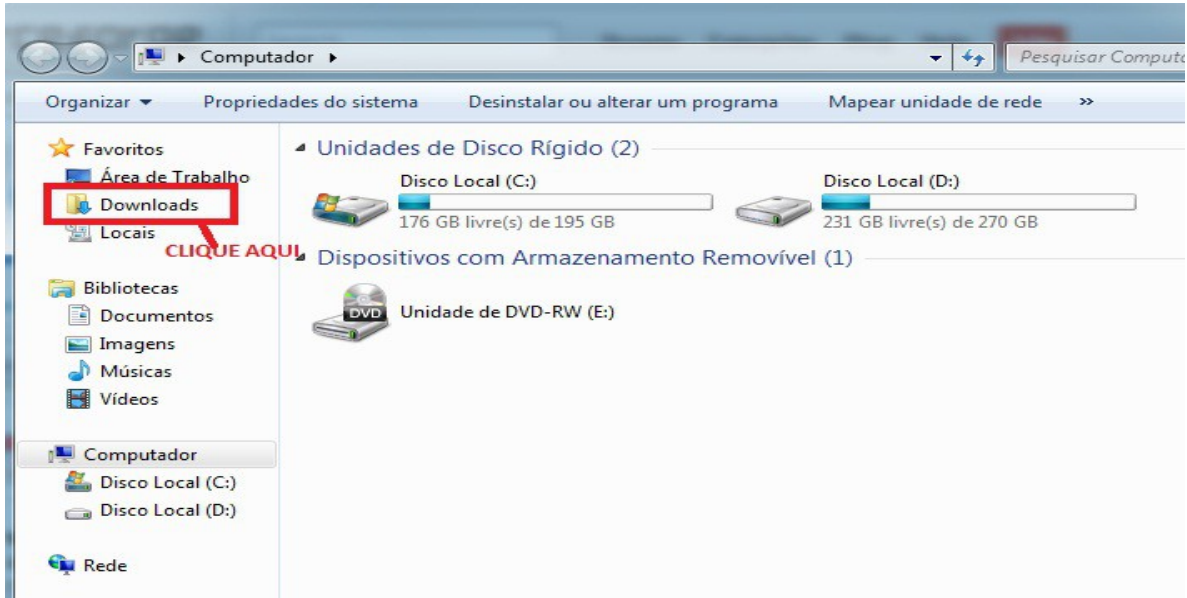 Computador
Pesquisar Computa
Organizar
Propriedades do sistema
Desinstalar ou alterar um programa
Mapear unidade de rede
»
Favoritos
Área de Trabalho
Downloads
Locais
CLIQUE AQUI
Bibliotecas
Documentos
Imagens
Músicas
Vídeos
Computador
Disco Local (C:)
Disco Local (D:)
Rede
Unidades de Disco Rígido (2)
Disco Local (C:)
176 GB livre(s) de 195 GB
Disco Local (D:)
231 GB livre(s) de 270 GB
Dispositivos com Armazenamento Removível (1)
DVD
Unidade de DVD-RW (E:)